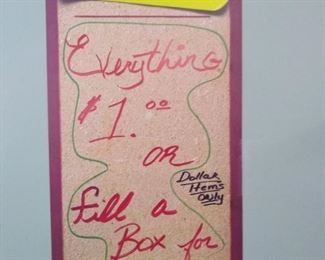 Everything
$1.00
OR
Dollar
Items
only
fill a
Box for